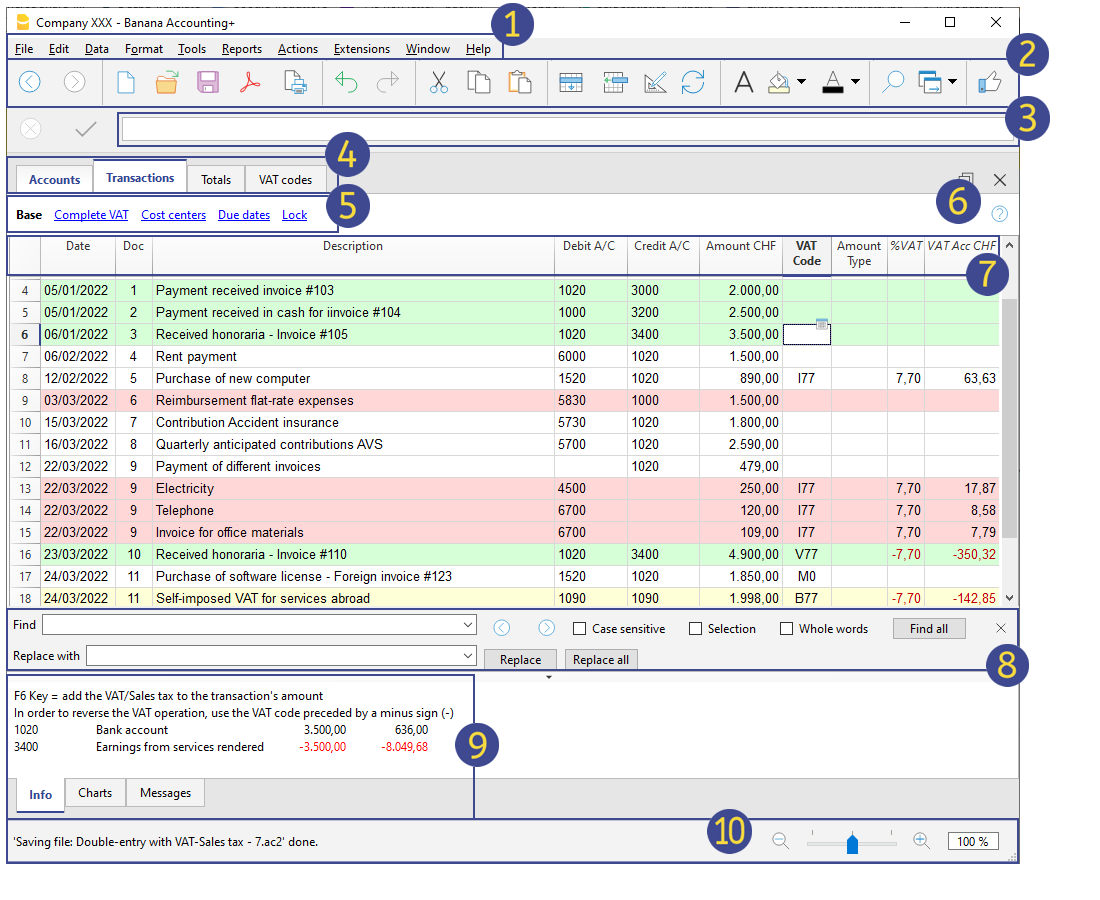 Company XXX - Banana Accounting+
1
File Edit Data Format Tools Reports Actions Extensions Window Help
2
A A
3
4
Accounts Transactions Totals VAT codes
5
6
Base Complete VAT Cost centers Due dates Lock
?
Date Doc Description Debit A/C Credit A/C Amount CHF VAT Code Amount Type %VAT VAT Acc CHF
7
4 05/01/2022 1 Payment received invoice #103 1020 3000 2.000,00
5 05/01/2022 2 Payment received in cash for iinvoice #104 1000 3200 2.500,00
6 06/01/2022 3 Received honoraria - Invoice #105 1020 3400 3.500,00
7 06/02/2022 4 Rent payment 6000 1020 1.500,00
8 12/02/2022 5 Purchase of new computer 1520 1020 890,00 I77 7,70 63,63
9 03/03/2022 6 Reimbursement flat-rate expenses 5830 1000 1.500,00
10 15/03/2022 7 Contribution Accident insurance 5730 1020 1.800,00
11 16/03/2022 8 Quarterly anticipated contributions AVS 5700 1020 2.590,00
12 22/03/2022 9 Payment of different invoices 1020 479,00
13 22/03/2022 9 Electricity 4500 250,00 I77 7,70 17,87
14 22/03/2022 9 Telephone 6700 120,00 I77 7,70 8,58
15 22/03/2022 9 Invoice for office materials 6700 109,00 I77 7,70 7,79
16 23/03/2022 10 Received honoraria - Invoice #110 1020 3400 4.900,00 V77 -7,70 -350,32
17 24/03/2022 11 Purchase of software license - Foreign invoice #123 1520 1020 1.850,00 M0
18 24/03/2022 11 Self-imposed VAT for services abroad 1090 1090 1.998,00 B77 -7,70 -142,85
Find Case sensitive Selection Whole words Find all
Replace with Replace Replace all
8
F6 Key = add the VAT/Sales tax to the transaction's amount
In order to reverse the VAT operation, use the VAT code preceded by a minus sign (-)
1020 Bank account 3.500,00 636,00
3400 Earnings from services rendered -3.500,00 -8.049,68
9
Info Charts Messages
10
'Saving file: Double-entry with VAT-Sales tax - 7.ac2' done. 100 %